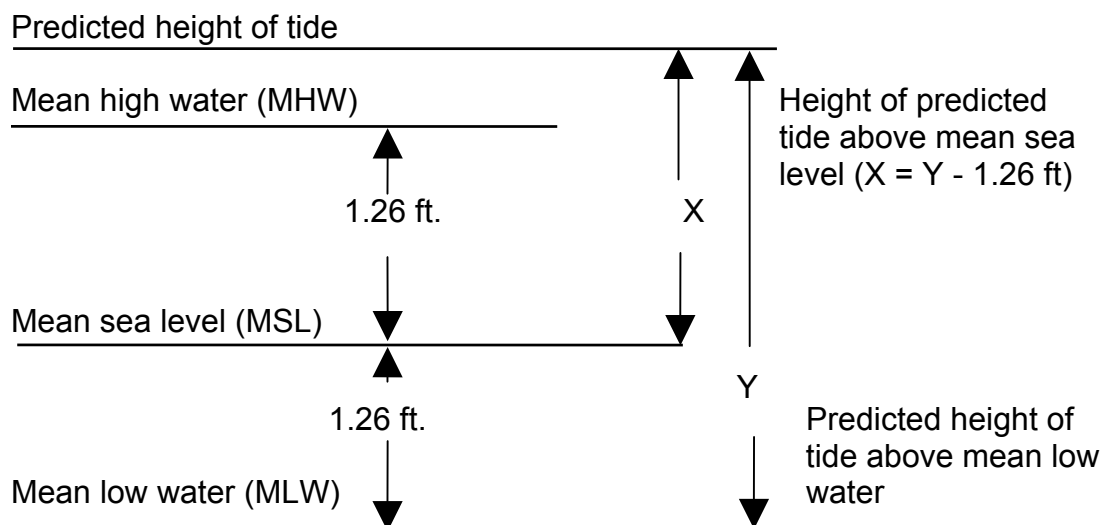 Predicted height of tide
Mean high water (MHW)
Height of predicted
tide above mean sea
level (X = Y - 1.26 ft)
1.26 ft.
X
Mean sea level (MSL)
Y
1.26 ft.
Predicted height of
tide above mean low
water
Mean low water (MLW)